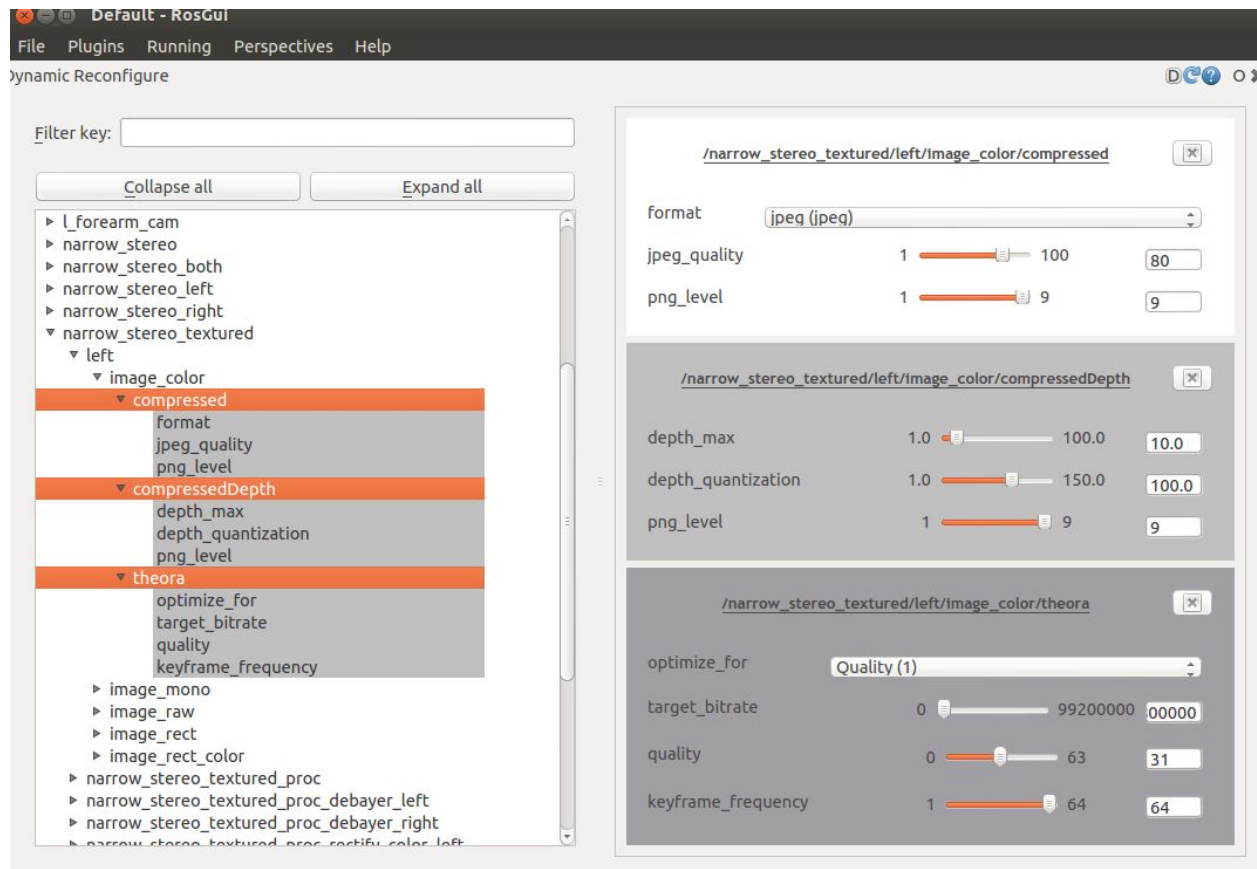 Default - RosGui
File Plugins Running Perspectives Help
Dynamic Reconfigure
D O
Filter key:
Collapse all Expand all
l_forearm_cam
narrow_stereo
narrow_stereo_both
narrow_stereo_left
narrow_stereo_right
narrow_stereo_textured
left
image_color
compressed
format
jpeg_quality
png_level
compressedDepth
depth_max
depth_quantization
png_level
theora
optimize_for
target_bitrate
quality
keyframe_frequency
image_mono
image_raw
image_rect
image_rect_color
narrow_stereo_textured_proc
narrow_stereo_textured_proc_debayer_left
narrow_stereo_textured_proc_debayer_right
narrow_stereo_textured_proc_rectify_color_left
/narrow_stereo_textured/left/image_color/compressed
format jpeg (jpeg)
jpeg_quality 1 100 80
png_level 1 9 9
/narrow_stereo_textured/left/image_color/compressedDepth
depth_max 1.0 100.0 10.0
depth_quantization 1.0 150.0 100.0
png_level 1 9 9
/narrow_stereo_textured/left/image_color/theora
optimize_for Quality (1)
target_bitrate 0 99200000 00000
quality 0 63 31
keyframe_frequency 1 64 64